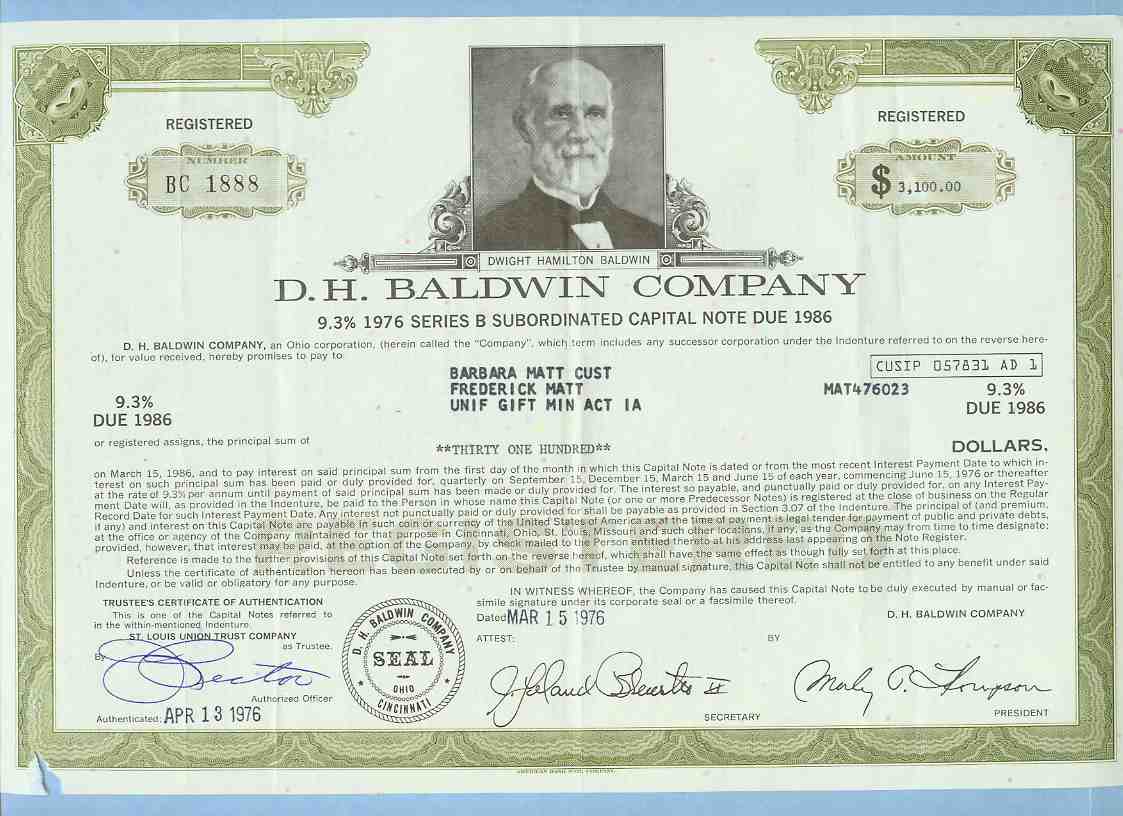 REGISTERED
REGISTERED
NUMBER
BC 1888
AMOUNT
$ 3,100.00
DWIGHT HAMILTON BALDWIN
D. H. BALDWIN COMPANY
9.3% 1976 SERIES B SUBORDINATED CAPITAL NOTE DUE 1986
D. H. BALDWIN COMPANY, an Ohio corporation, (herein called the "Company", which term includes any successor corporation under the Indenture referred to on the reverse here-
of), for value received, hereby promises to pay to
BARBARA MATT CUST
FREDERICK MATT
UNIF GIFT MIN ACT IA
CUSIP 057831 AD 1
MAT476023
9.3%
DUE 1986
9.3%
DUE 1986
or registered assigns, the principal sum of
**THIRTY ONE HUNDRED**
DOLLARS,
on March 15, 1986, and to pay interest on said principal sum from the first day of the month in which this Capital Note is dated or from the most recent Interest Payment Date to which in-
terest on such principal sum has been paid or duly provided for, quarterly on September 15, December 15, March 15 and June 15 of each year, commencing June 15, 1976 or thereafter
at the rate of 9.3% per annum until payment of said principal sum has been made or duly provided for. The interest so payable, and punctually paid or duly provided for, on any Interest Pay-
ment Date will, as provided in the Indenture, be paid to the Person in whose name this Capital Note (or one or more Predecessor Notes) is registered at the close of business on the Regular
Record Date for such Interest Payment Date. Any interest not punctually paid or duly provided for shall be payable as provided in Section 3.07 of the Indenture. The principal of (and premium,
if any) and interest on this Capital Note are payable in such coin or currency of the United States of America as at the time of payment is legal tender for payment of public and private debts,
at the office or agency of the Company maintained for that purpose in Cincinnati, Ohio, St. Louis, Missouri and such other locations, if any, as the Company may from time to time designate:
provided, however, that interest may be paid, at the option of the Company, by check mailed to the Person entitled thereto at his address last appearing on the Note Register.
Reference is made to the further provisions of this Capital Note set forth on the reverse hereof, which shall have the same effect as though fully set forth at this place.
Unless the certificate of authentication hereon has been executed by or on behalf of the Trustee by manual signature, this Capital Note shall not be entitled to any benefit under said
Indenture, or be valid or obligatory for any purpose.
IN WITNESS WHEREOF, the Company has caused this Capital Note to be duly executed by manual or fac-
simile signature under its corporate seal or a facsimile thereof.
TRUSTEE'S CERTIFICATE OF AUTHENTICATION
This is one of the Capital Notes referred to
in the within-mentioned Indenture.
ST. LOUIS UNION TRUST COMPANY
as Trustee.
By
Authorized Officer
Authenticated: APR 13 1976
D. H. BALDWIN COMPANY
SEAL
OHIO
CINCINNATI
Dated MAR 15 1976
D. H. BALDWIN COMPANY
ATTEST:
BY
SECRETARY
PRESIDENT
AMERICAN BANK NOTE COMPANY.